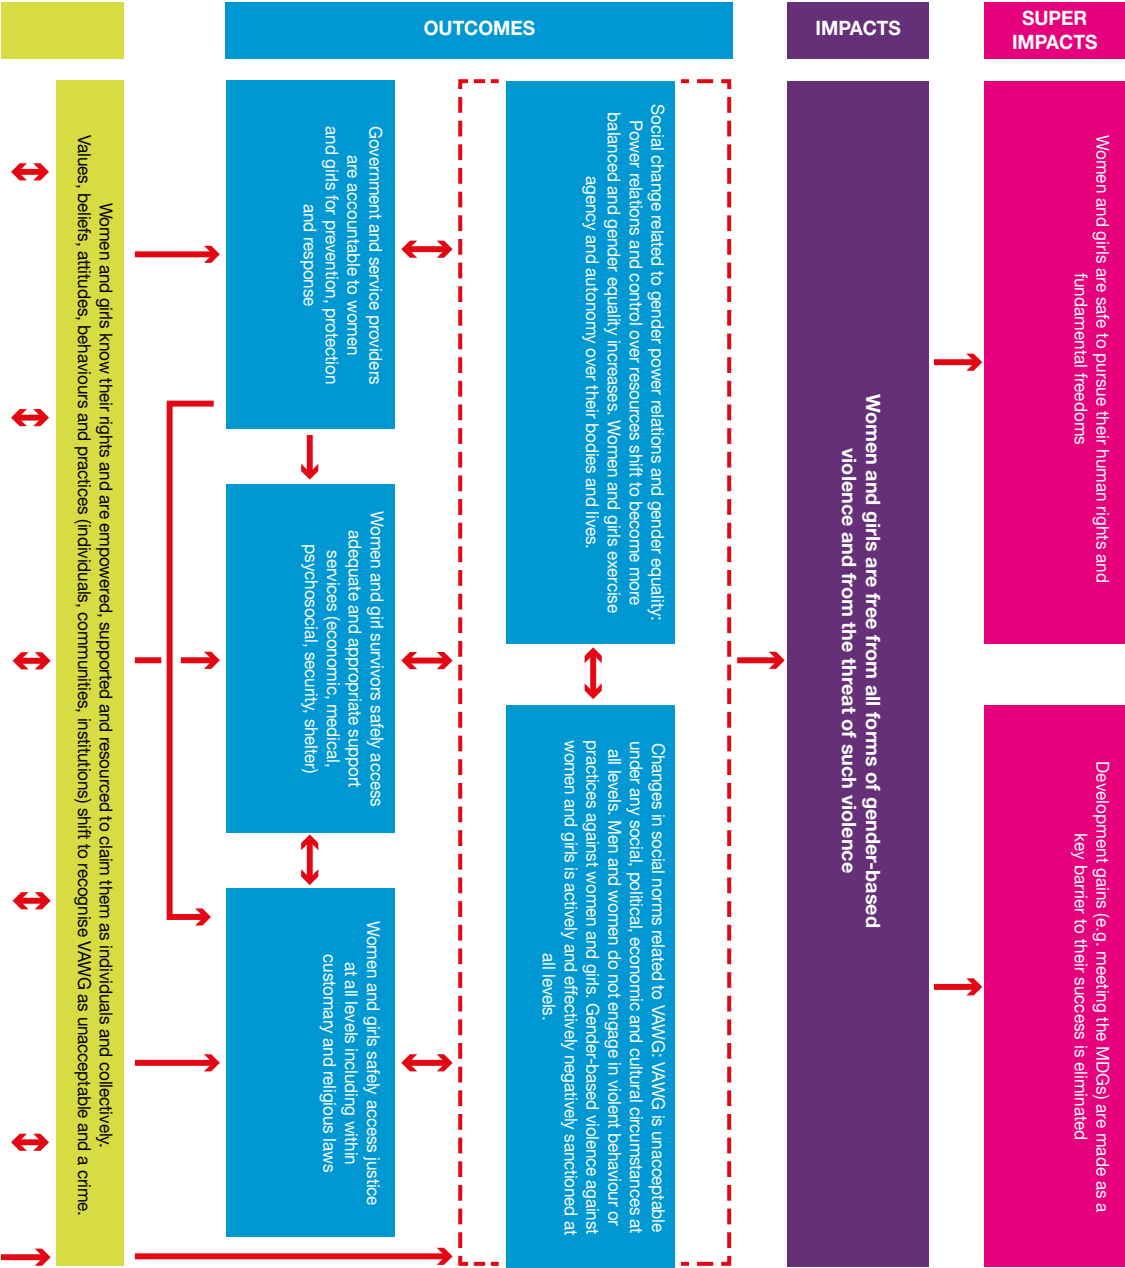 OUTCOMES
IMPACTS
SUPER
IMPACTS
Women and girls know their rights and are empowered, supported and resourced to claim them as individuals and collectively.
Values, beliefs, attitudes, behaviours and practices (individuals, communities, institutions) shift to recognise VAWG as unacceptable and a crime.
Government and service providers
are accountable to women
and girls for prevention, protection
and response
Women and girl survivors safely access
adequate and appropriate support
services (economic, medical,
psychosocial, security, shelter)
Women and girls safely access justice
at all levels including within
customary and religious laws
Social change related to gender power relations and gender equality:
Power relations and control over resources shift to become more
balanced and gender equality increases. Women and girls exercise
agency and autonomy over their bodies and lives.
Changes in social norms related to VAWG: VAWG is unacceptable
under any social, political, economic and cultural circumstances at
all levels. Men and women do not engage in violent behaviour or
practices against women and girls. Gender-based violence against
women and girls is actively and effectively negatively sanctioned at
all levels.
Women and girls are free from all forms of gender-based
violence and from the threat of such violence
Women and girls are safe to pursue their human rights and
fundamental freedoms
Development gains (e.g. meeting the MDGs) are made as a
key barrier to their success is eliminated